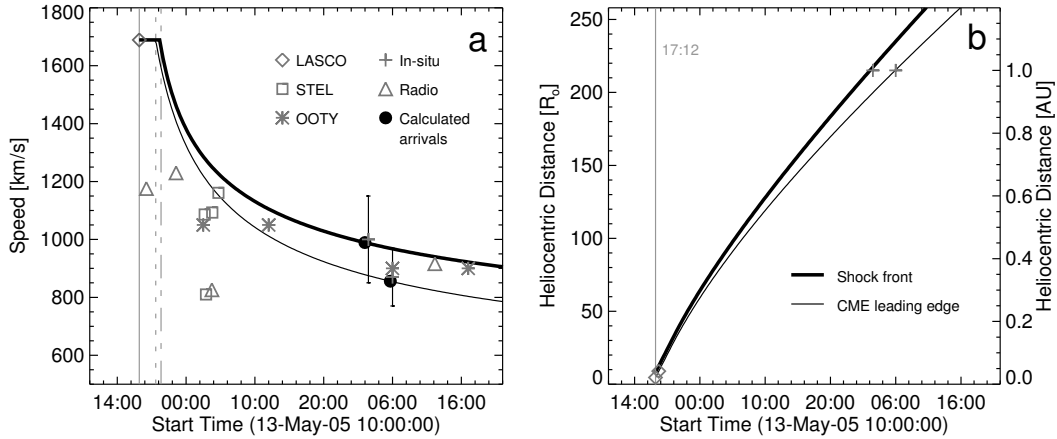 a
1800
1600
1400
1200
1000
800
600
Speed [km/s]
LASCO
STEL
OOTY
In-situ
Radio
Calculated
arrivals
14:00 00:00 10:00 20:00 06:00 16:00
Start Time (13-May-05 10:00:00)
b
17:12
250
200
150
100
50
0
Heliocentric Distance [R☉]
1.0
0.8
0.6
0.4
0.2
0.0
Heliocentric Distance [AU]
Shock front
CME leading edge
14:00 00:00 10:00 20:00 06:00 16:00
Start Time (13-May-05 10:00:00)